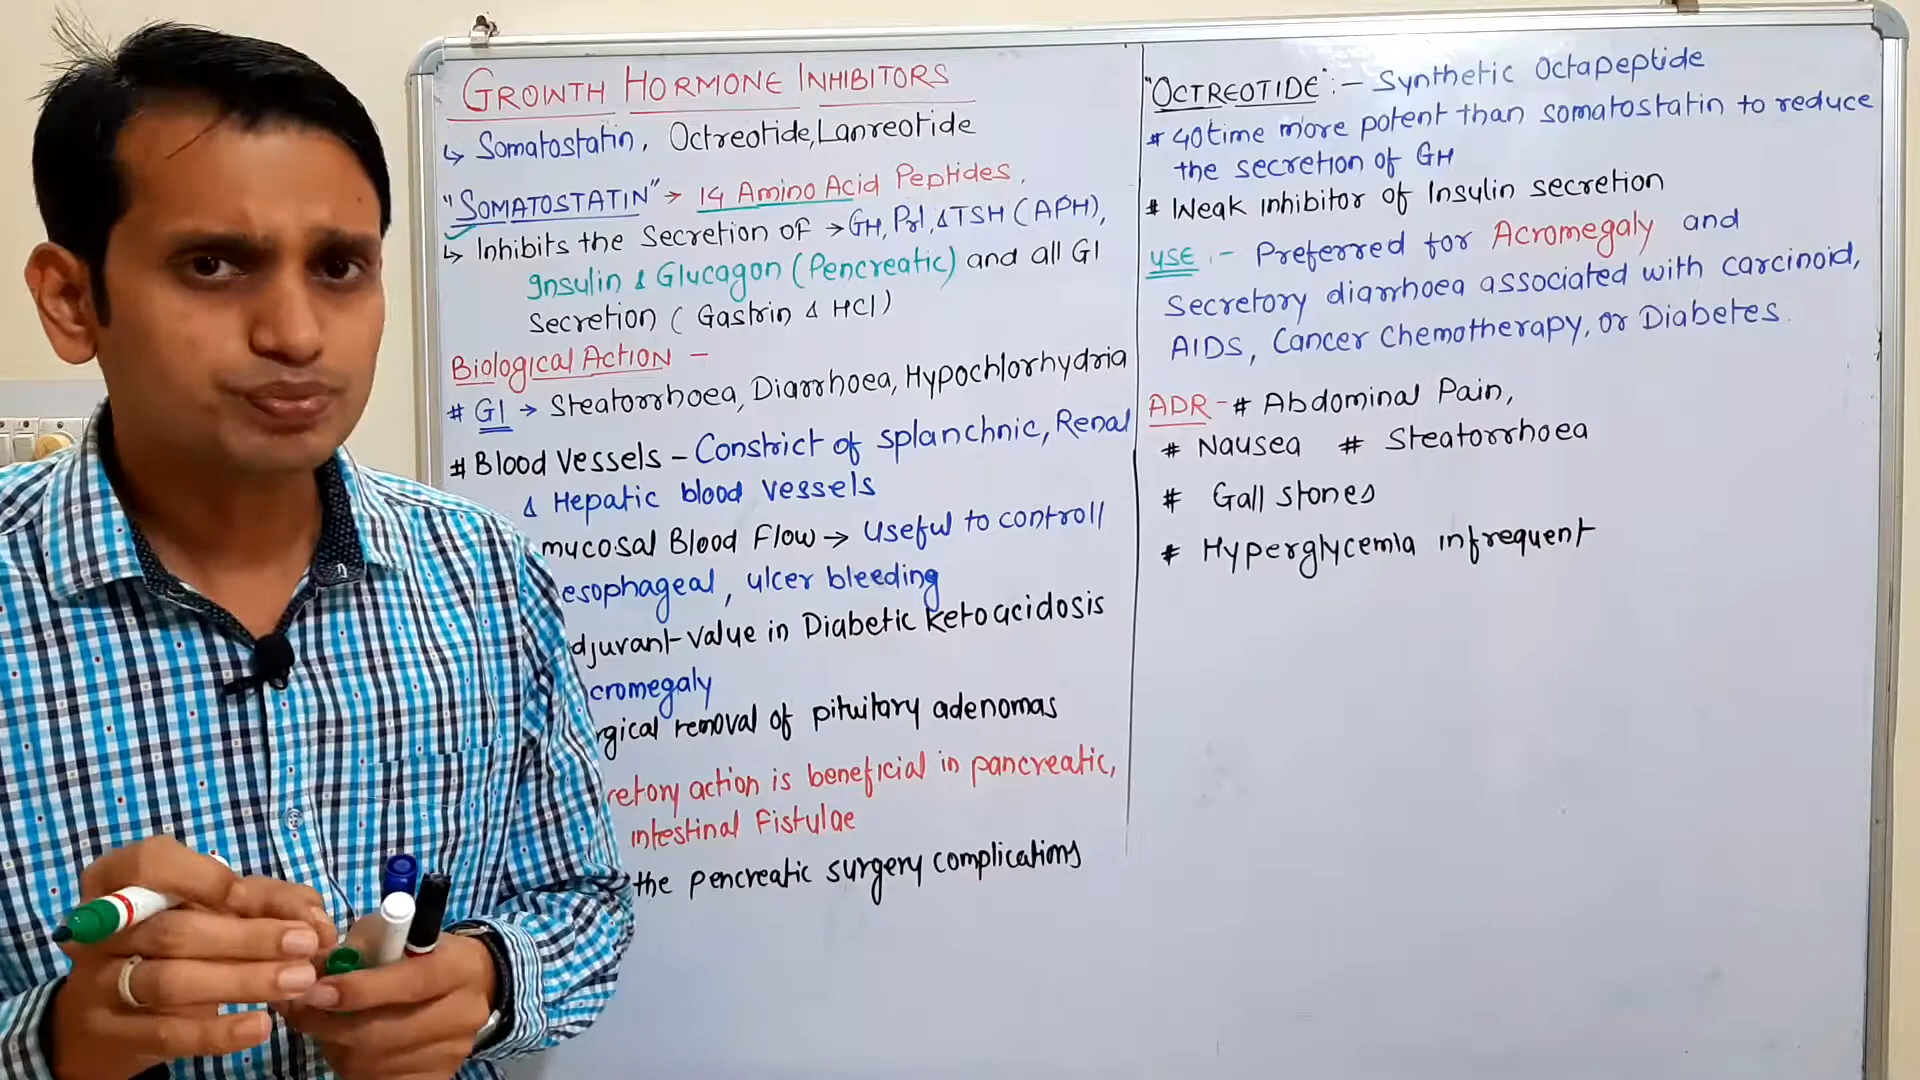 GROWTH HORMONE INHIBITORS
↳ Somatostatin, Octreotide, Lanreotide
"SOMATOSTATIN" → 14 Amino Acid Peptides.
↳ Inhibits the secretion of → GH, Prl, & TSH (APH),
Insulin & Glucagon (Pencreatic) and all GI
Secretion (Gastrin & HCl)
Biological Action –
# GI → Steatorrhoea, Diarrhoea, Hypochlorhydria
# Blood Vessels – Constrict of splanchnic, Renal
& Hepatic blood vessels
mucosal Blood Flow → Useful to controll
esophageal, ulcer bleeding
djuvant value in Diabetic ketoacidosis
cromegaly
rgical removal of pituitary adenomas
retory action is beneficial in pancreatic,
intestinal Fistulae
the pencreatic surgery complications
"OCTREOTIDE" :– Synthetic Octapeptide
# 40 time more potent than somatostatin to reduce
the secretion of GH
# Weak inhibitor of Insulin secretion
USE :– Preferred for Acromegaly and
Secretory diarrhoea associated with carcinoid,
AIDS, Cancer Chemotherapy, or Diabetes.
ADR – # Abdominal Pain,
# Nausea # Steatorrhoea
# Gall stones
# Hyperglycemia infrequent